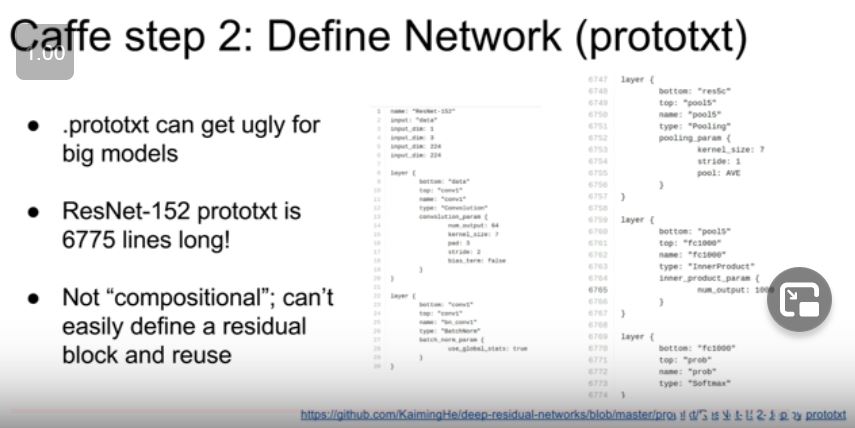 Caffe step 2: Define Network (prototxt)
1.00
● .prototxt can get ugly for
big models
● ResNet-152 prototxt is
6775 lines long!
● Not “compositional”; can’t
easily define a residual
block and reuse
1 name: "ResNet-152"
2 input: "data"
3 input_dim: 1
4 input_dim: 3
5 input_dim: 224
6 input_dim: 224
7
8 layer {
9 bottom: "data"
10 top: "conv1"
11 name: "conv1"
12 type: "Convolution"
13 convolution_param {
14 num_output: 64
15 kernel_size: 7
16 pad: 3
17 stride: 2
18 bias_term: false
19 }
20 }
21
22 layer {
23 bottom: "conv1"
24 top: "conv1"
25 name: "bn_conv1"
26 type: "BatchNorm"
27 batch_norm_param {
28 use_global_stats: true
29 }
30 }
6747 layer {
6748 bottom: "res5c"
6749 top: "pool5"
6750 name: "pool5"
6751 type: "Pooling"
6752 pooling_param {
6753 kernel_size: 7
6754 stride: 1
6755 pool: AVE
6756 }
6757 }
6758
6759 layer {
6760 bottom: "pool5"
6761 top: "fc1000"
6762 name: "fc1000"
6763 type: "InnerProduct"
6764 inner_product_param {
6765 num_output: 1000
6766 }
6767 }
6768
6769 layer {
6770 bottom: "fc1000"
6771 top: "prob"
6772 name: "prob"
6773 type: "Softmax"
6774 }
https://github.com/KaimingHe/deep-residual-networks/blob/master/ prototxt